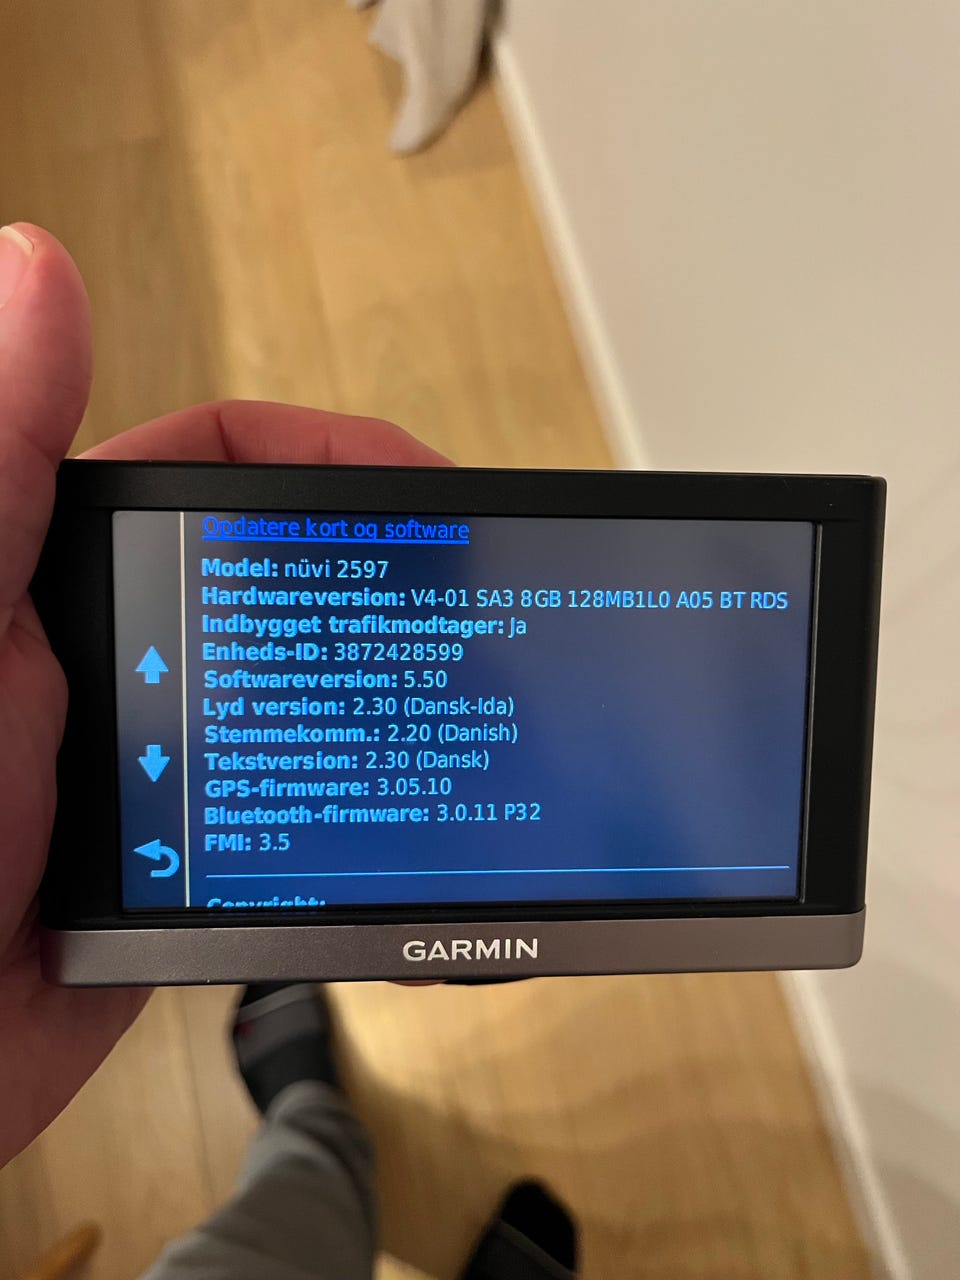 Opdatere kort og software
Model: nüvi 2597
Hardwareversion: V4-01 SA3 8GB 128MB1L0 A05 BT RDS
Indbygget trafikmodtager: Ja
Enheds-ID: 3872428599
Softwareversion: 5.50
Lyd version: 2.30 (Dansk-Ida)
Stemmekomm.: 2.20 (Danish)
Tekstversion: 2.30 (Dansk)
GPS-firmware: 3.05.10
Bluetooth-firmware: 3.0.11 P32
FMI: 3.5
Copyright:
GARMIN